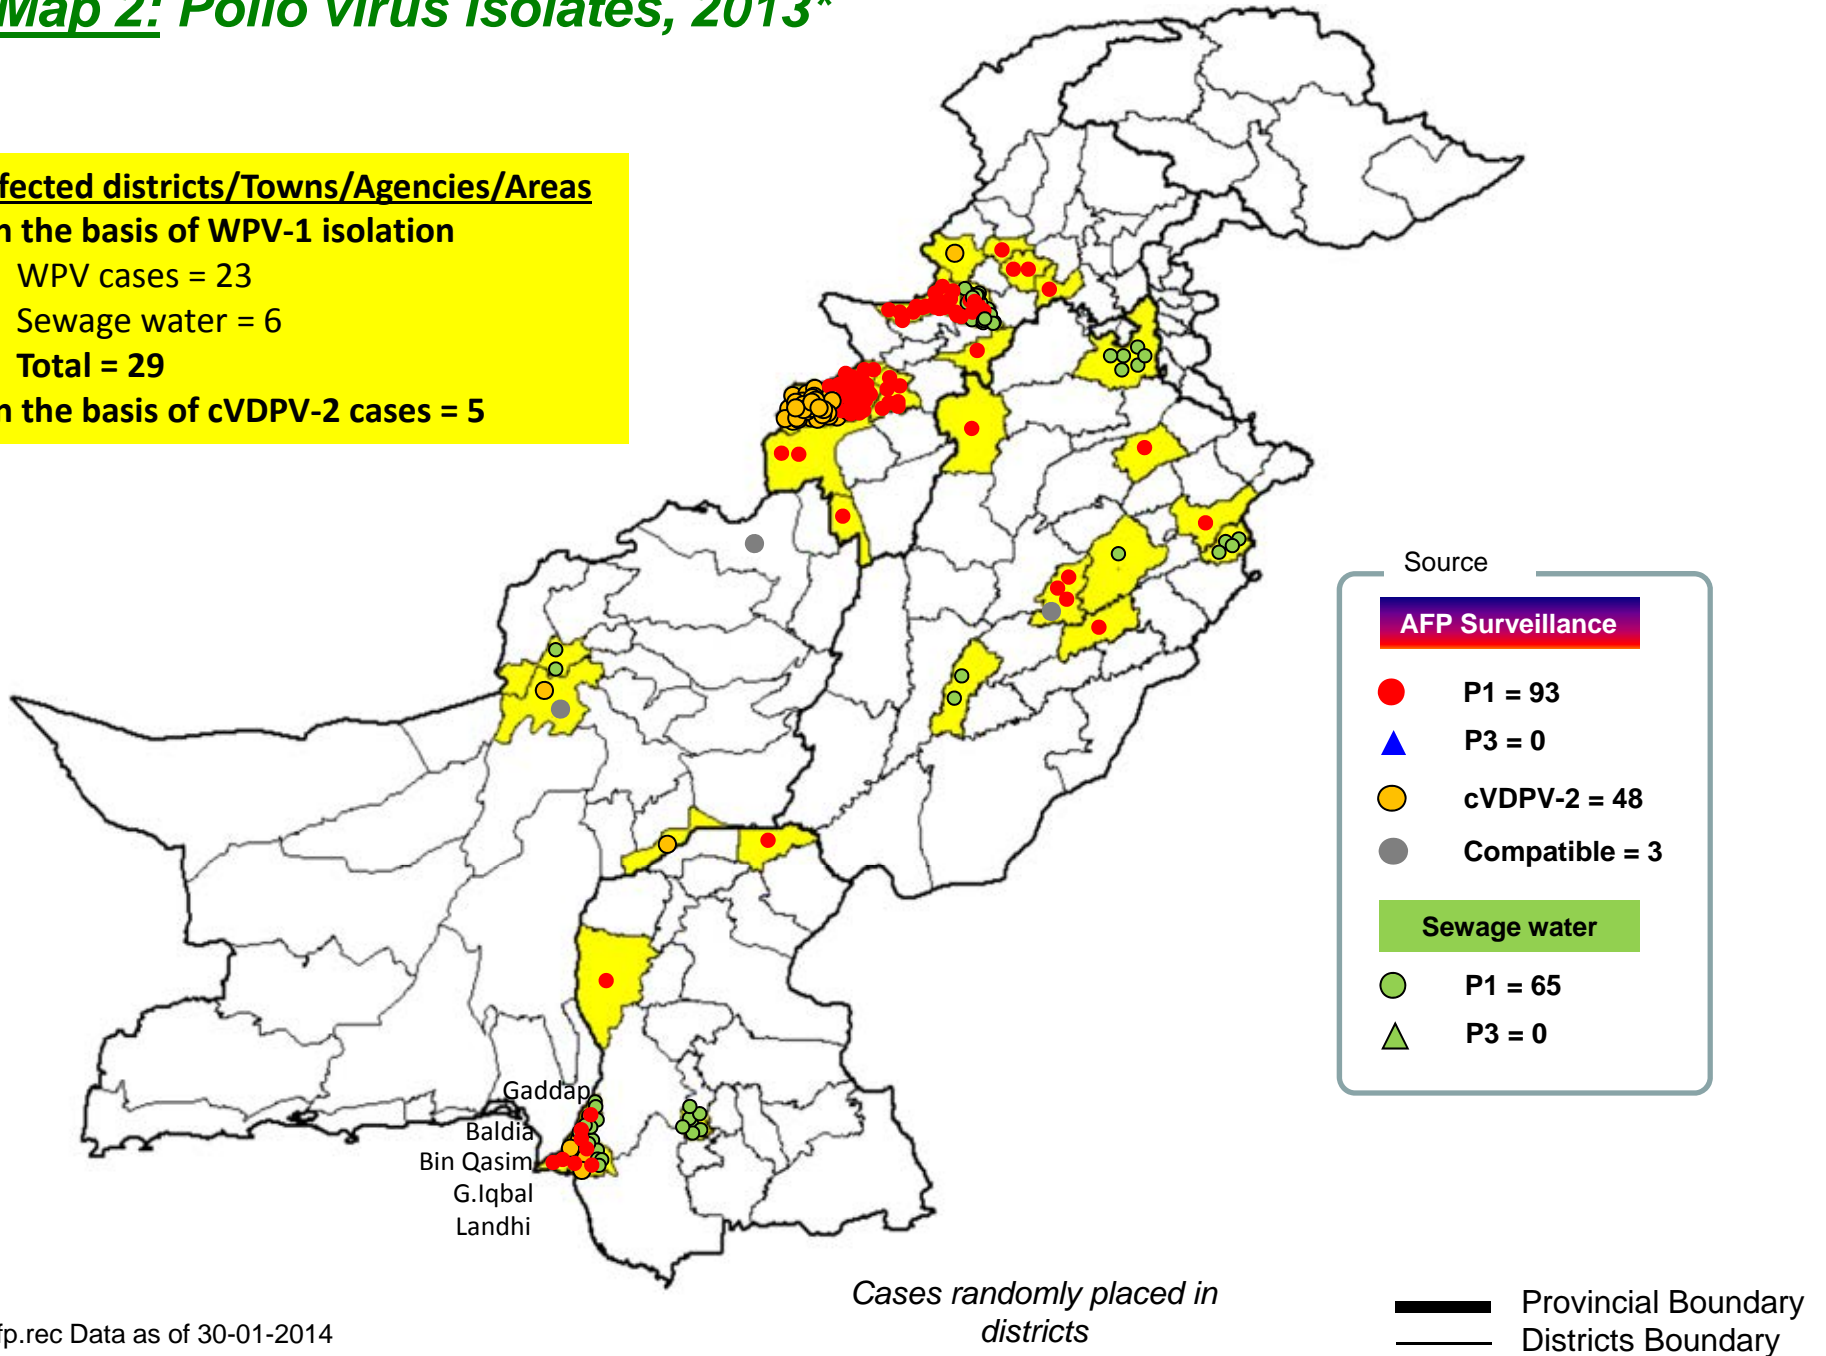 Map 2: Polio virus isolates, 2013*
fected districts/Towns/Agencies/Areas
n the basis of WPV-1 isolation
WPV cases = 23
Sewage water = 6
Total = 29
n the basis of cVDPV-2 cases = 5
Source
AFP Surveillance
P1 = 93
P3 = 0
cVDPV-2 = 48
Compatible = 3
Sewage water
P1 = 65
P3 = 0
Gaddap
Baldia
Bin Qasim
G.Iqbal
Landhi
Cases randomly placed in
districts
fp.rec Data as of 30-01-2014
Provincial Boundary
Districts Boundary